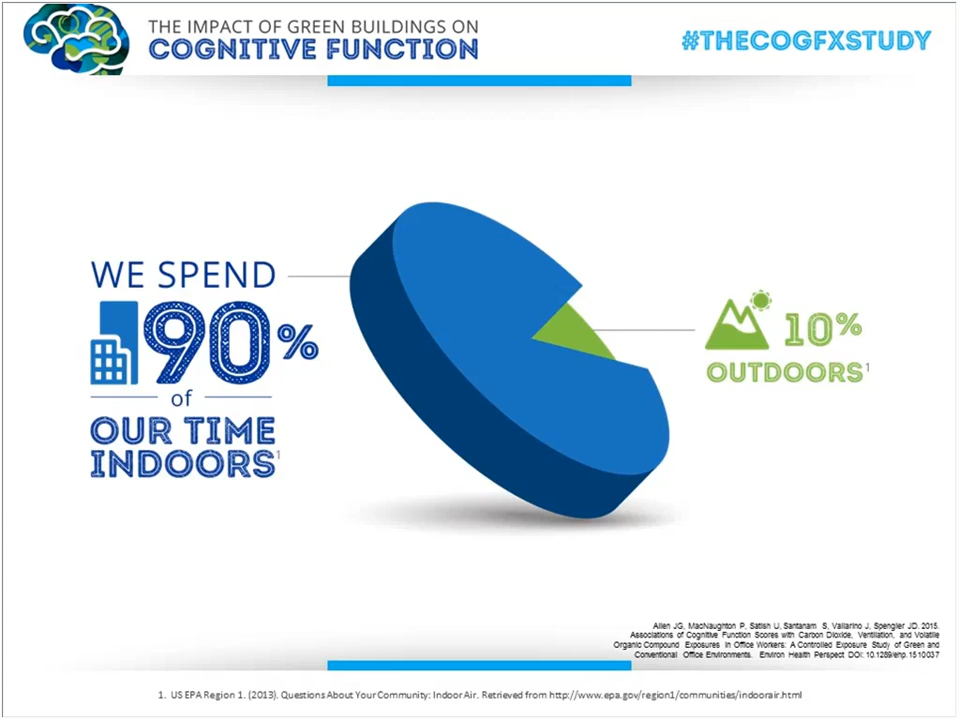 THE IMPACT OF GREEN BUILDINGS ON
COGNITIVE FUNCTION
#THECOGFXSTUDY
WE SPEND
90%
of
OUR TIME
INDOORS1
10%
OUTDOORS1
Allen JG, MacNaughton P, Satish U, Santanam S, Vallarino J, Spengler JD. 2015.
Associations of Cognitive Function Scores with Carbon Dioxide, Ventilation, and Volatile
Organic Compound Exposures in Office Workers: A Controlled Exposure Study of Green and
Conventional Office Environments. Environ Health Perspect DOI: 10.1289/ehp.1510037
1. US EPA Region 1. (2013). Questions About Your Community: Indoor Air. Retrieved from http://www.epa.gov/region1/communities/indoorair.html